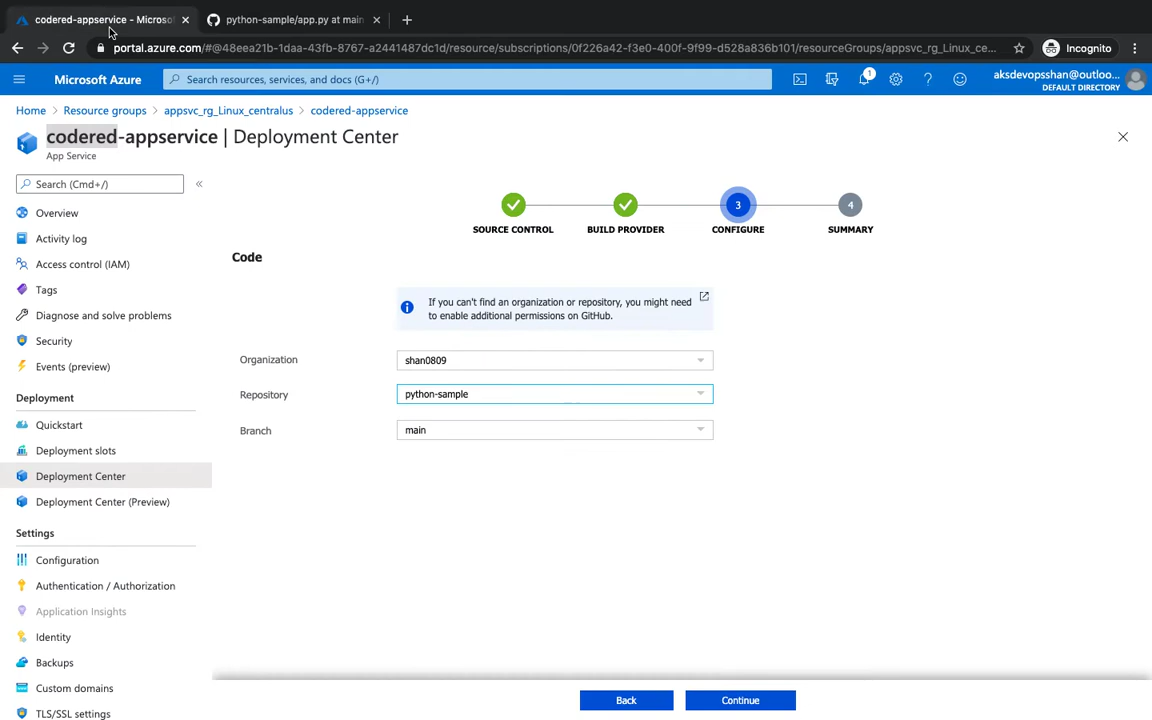 codered-appservice - Microso
python-sample/app.py at main
portal.azure.com/#@48eea21b-1daa-43fb-8767-a2441487dc1d/resource/subscriptions/0f226a42-f3e0-400f-9f99-d528a836b101/resourceGroups/appsvc_rg_Linux_ce...
Incognito
Microsoft Azure
Search resources, services, and docs (G+/)
1
aksdevopsshan@outloo...
DEFAULT DIRECTORY
Home > Resource groups > appsvc_rg_Linux_centralus > codered-appservice
codered-appservice | Deployment Center
App Service
Search (Cmd+/)
«
Overview
Activity log
Access control (IAM)
Tags
Diagnose and solve problems
Security
Events (preview)
Deployment
Quickstart
Deployment slots
Deployment Center
Deployment Center (Preview)
Settings
Configuration
Authentication / Authorization
Application Insights
Identity
Backups
Custom domains
TLS/SSL settings
3
4
SOURCE CONTROL
BUILD PROVIDER
CONFIGURE
SUMMARY
Code
If you can't find an organization or repository, you might need
to enable additional permissions on GitHub.
Organization
shan0809
Repository
python-sample
Branch
main
Back
Continue